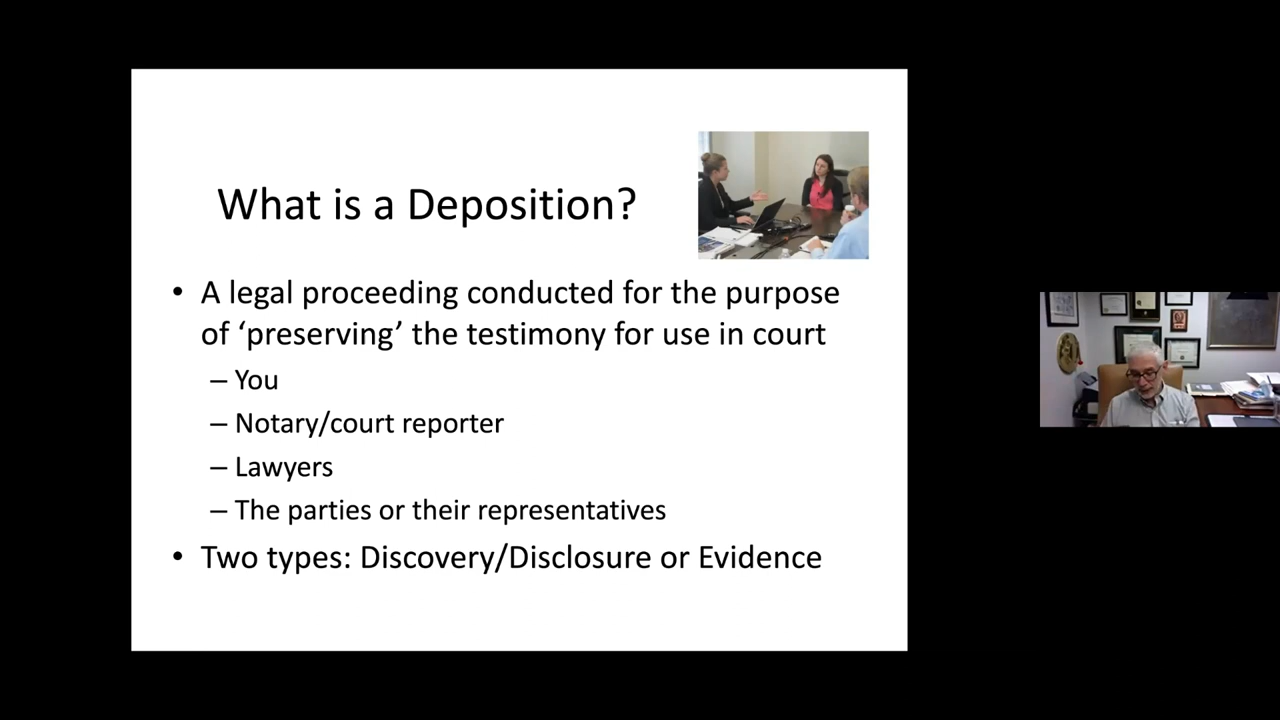 What is a Deposition?
• A legal proceeding conducted for the purpose
of ‘preserving’ the testimony for use in court
– You
– Notary/court reporter
– Lawyers
– The parties or their representatives
• Two types: Discovery/Disclosure or Evidence